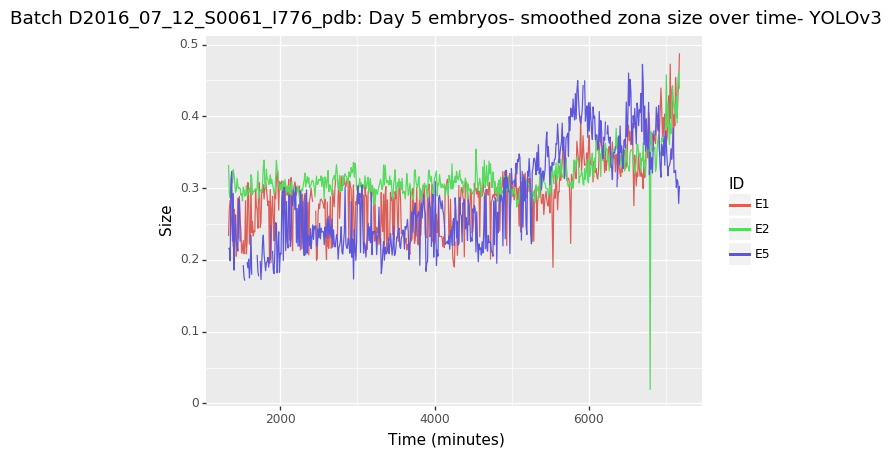 Batch D2016_07_12_S0061_I776_pdb: Day 5 embryos- smoothed zona size over time- YOLOv3
0.5
0.4
0.3
0.2
0.1
0
Size
2000 4000 6000
Time (minutes)
ID
E1
E2
E5